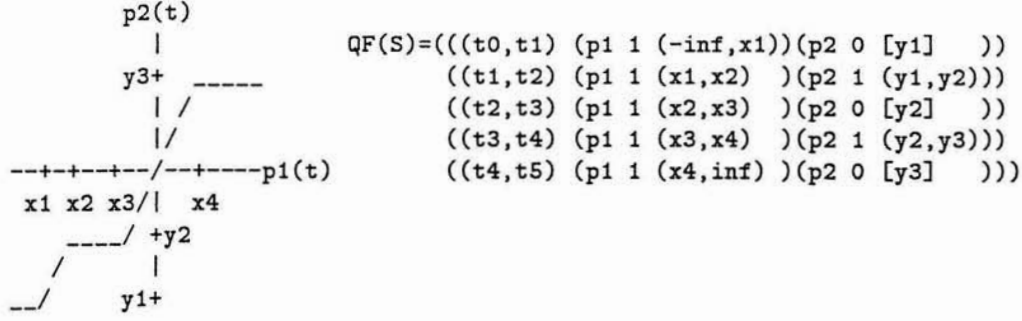 p2(t)
| QF(S)=(((t0,t1) (p1 1 (-inf,x1))(p2 0 [y1] ))
y3+ _____ ((t1,t2) (p1 1 (x1,x2) )(p2 1 (y1,y2)))
| / ((t2,t3) (p1 1 (x2,x3) )(p2 0 [y2] ))
|/ ((t3,t4) (p1 1 (x3,x4) )(p2 1 (y2,y3)))
--+-+--+--/--+----p1(t) ((t4,t5) (p1 1 (x4,inf) )(p2 0 [y3] )))
x1 x2 x3/| x4
____/ +y2
/ |
__/ y1+